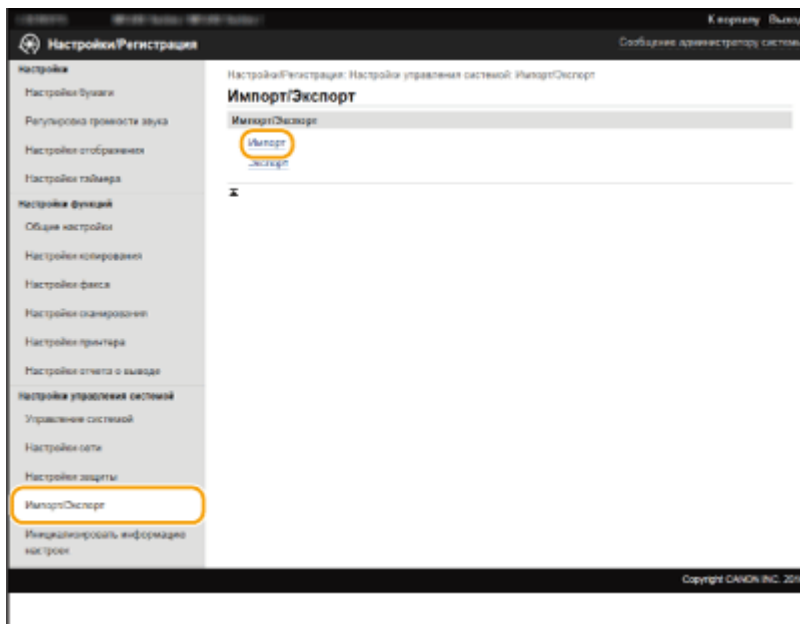 К порталу Выход
Настройки/Регистрация
Сообщение администратору системы
Настройки
Настройки/Регистрация: Настройки управления системой: Импорт/Экспорт
Настройки бумаги
Импорт/Экспорт
Регулировка громкости звука
Импорт/Экспорт
Настройки отображения
Импорт
Экспорт
Настройки таймера
Настройки функций
Общие настройки
Настройки копирования
Настройки факса
Настройки сканирования
Настройки принтера
Настройки отчета о выводе
Настройки управления системой
Управление системой
Настройки сети
Настройки защиты
Импорт/Экспорт
Инициализировать информацию
настроек
Copyright CANON INC. 201